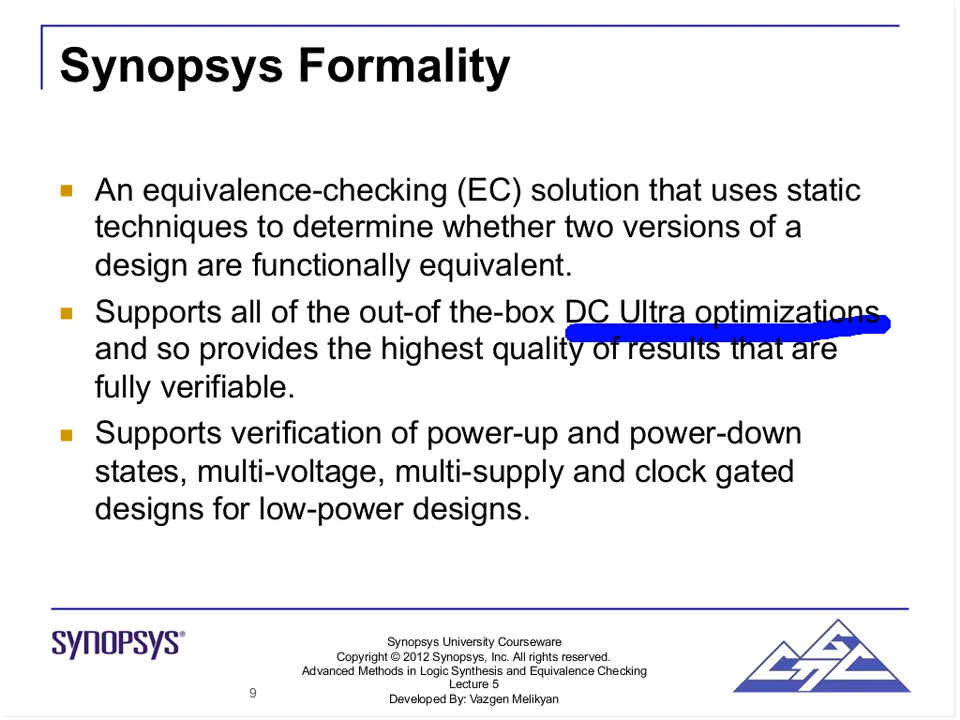 Synopsys Formality
An equivalence-checking (EC) solution that uses static
techniques to determine whether two versions of a
design are functionally equivalent.
Supports all of the out-of the-box DC Ultra optimizations
and so provides the highest quality of results that are
fully verifiable.
Supports verification of power-up and power-down
states, multi-voltage, multi-supply and clock gated
designs for low-power designs.
SYNOPSYS®
Synopsys University Courseware
Copyright © 2012 Synopsys, Inc. All rights reserved.
Advanced Methods in Logic Synthesis and Equivalence Checking
Lecture 5
Developed By: Vazgen Melikyan
9